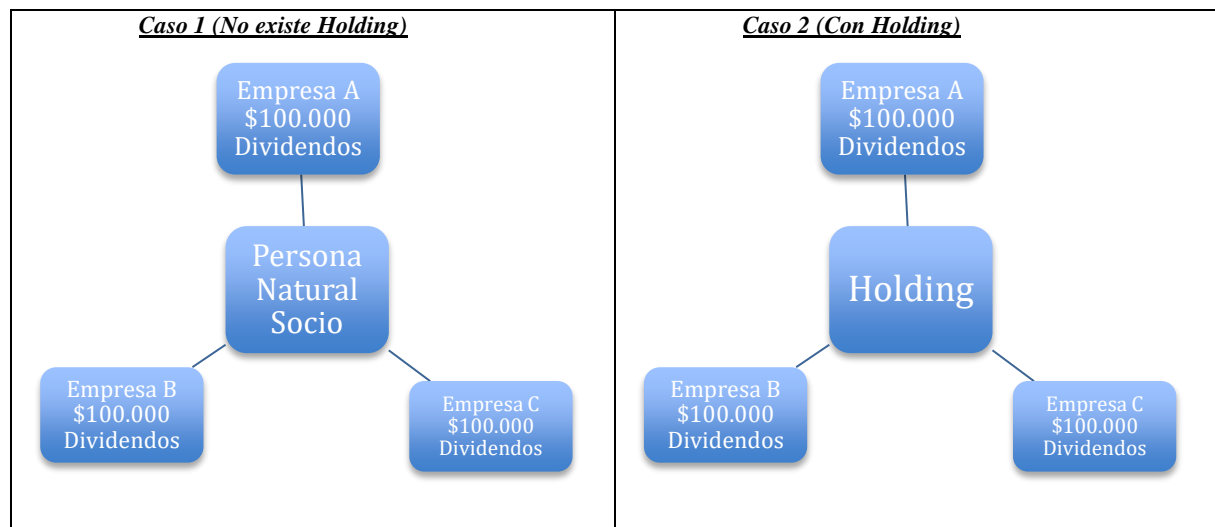 Caso 1 (No existe Holding)
Empresa A
$100.000
Dividendos
Persona
Natural
Socio
Empresa B
$100.000
Dividendos
Empresa C
$100.000
Dividendos
Caso 2 (Con Holding)
Empresa A
$100.000
Dividendos
Holding
Empresa B
$100.000
Dividendos
Empresa C
$100.000
Dividendos